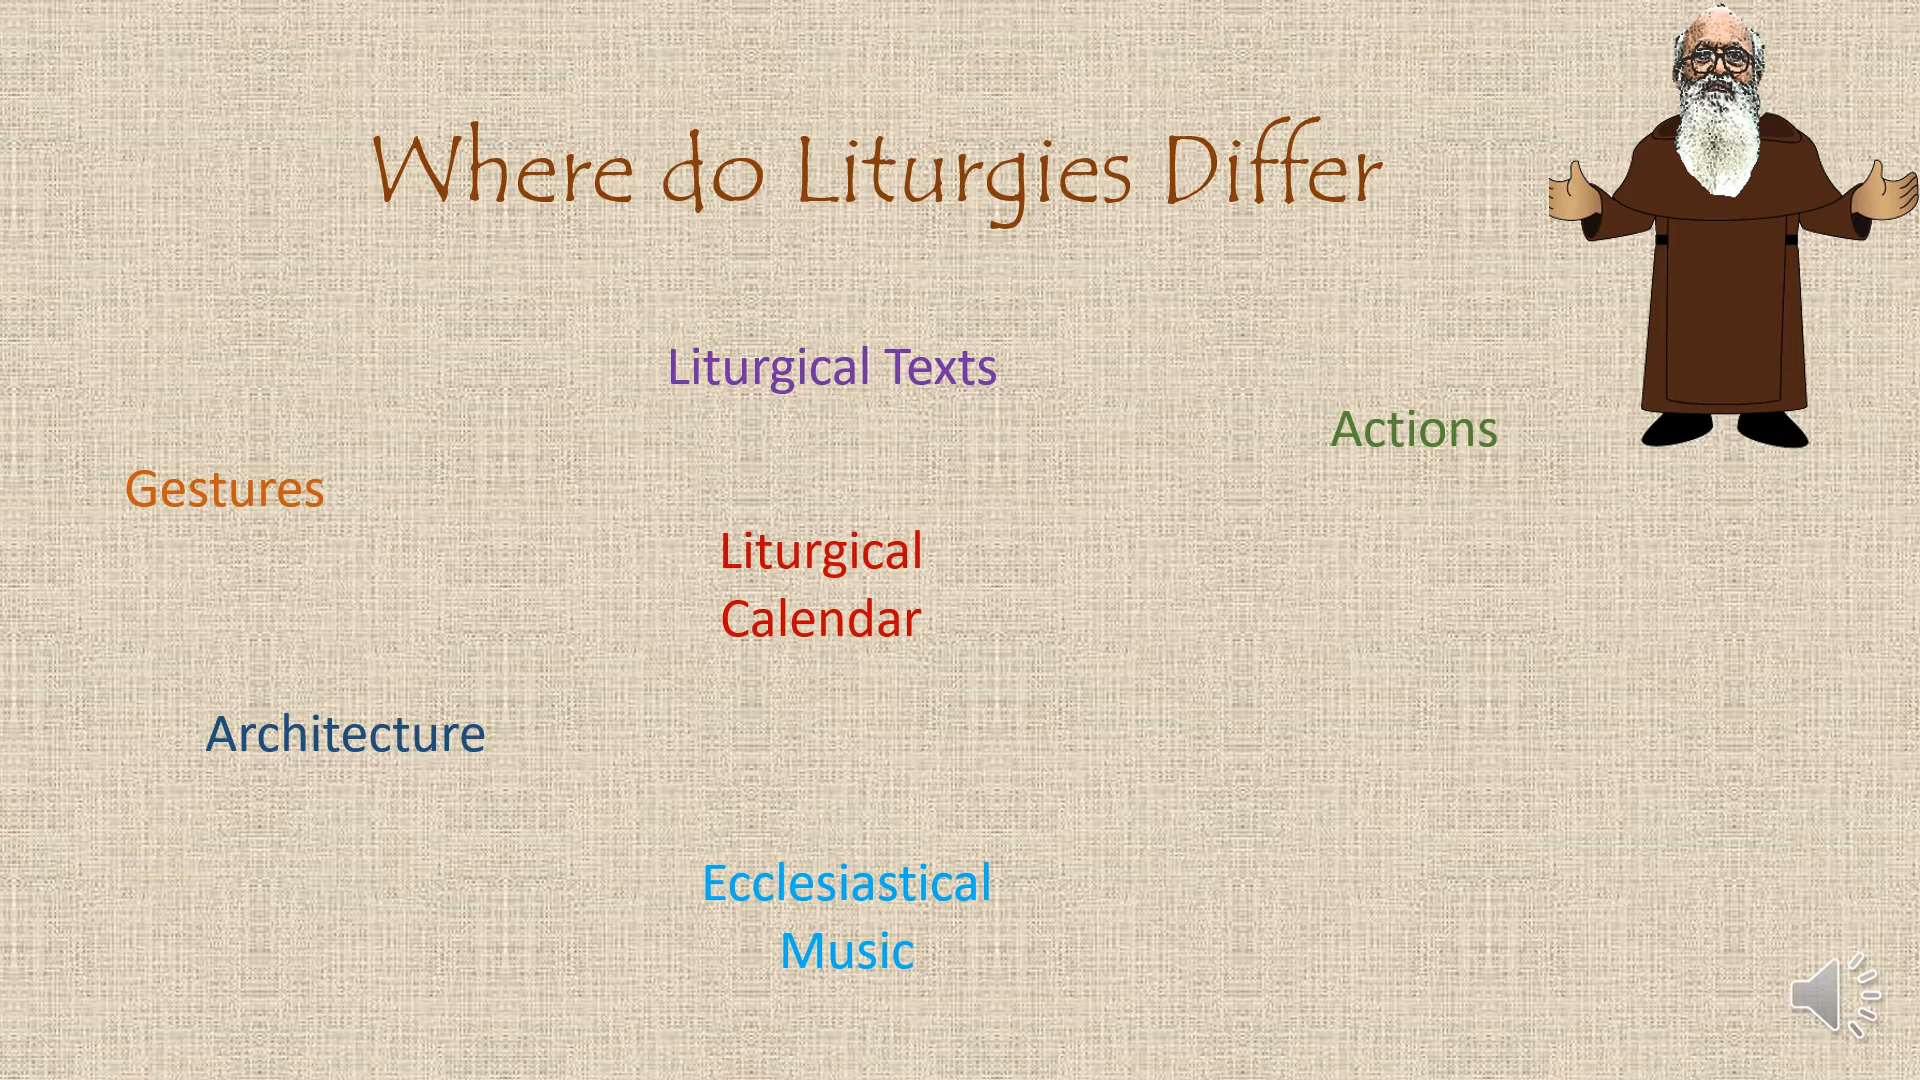 Where do Liturgies Differ
Liturgical Texts
Actions
Gestures
Liturgical
Calendar
Architecture
Ecclesiastical
Music